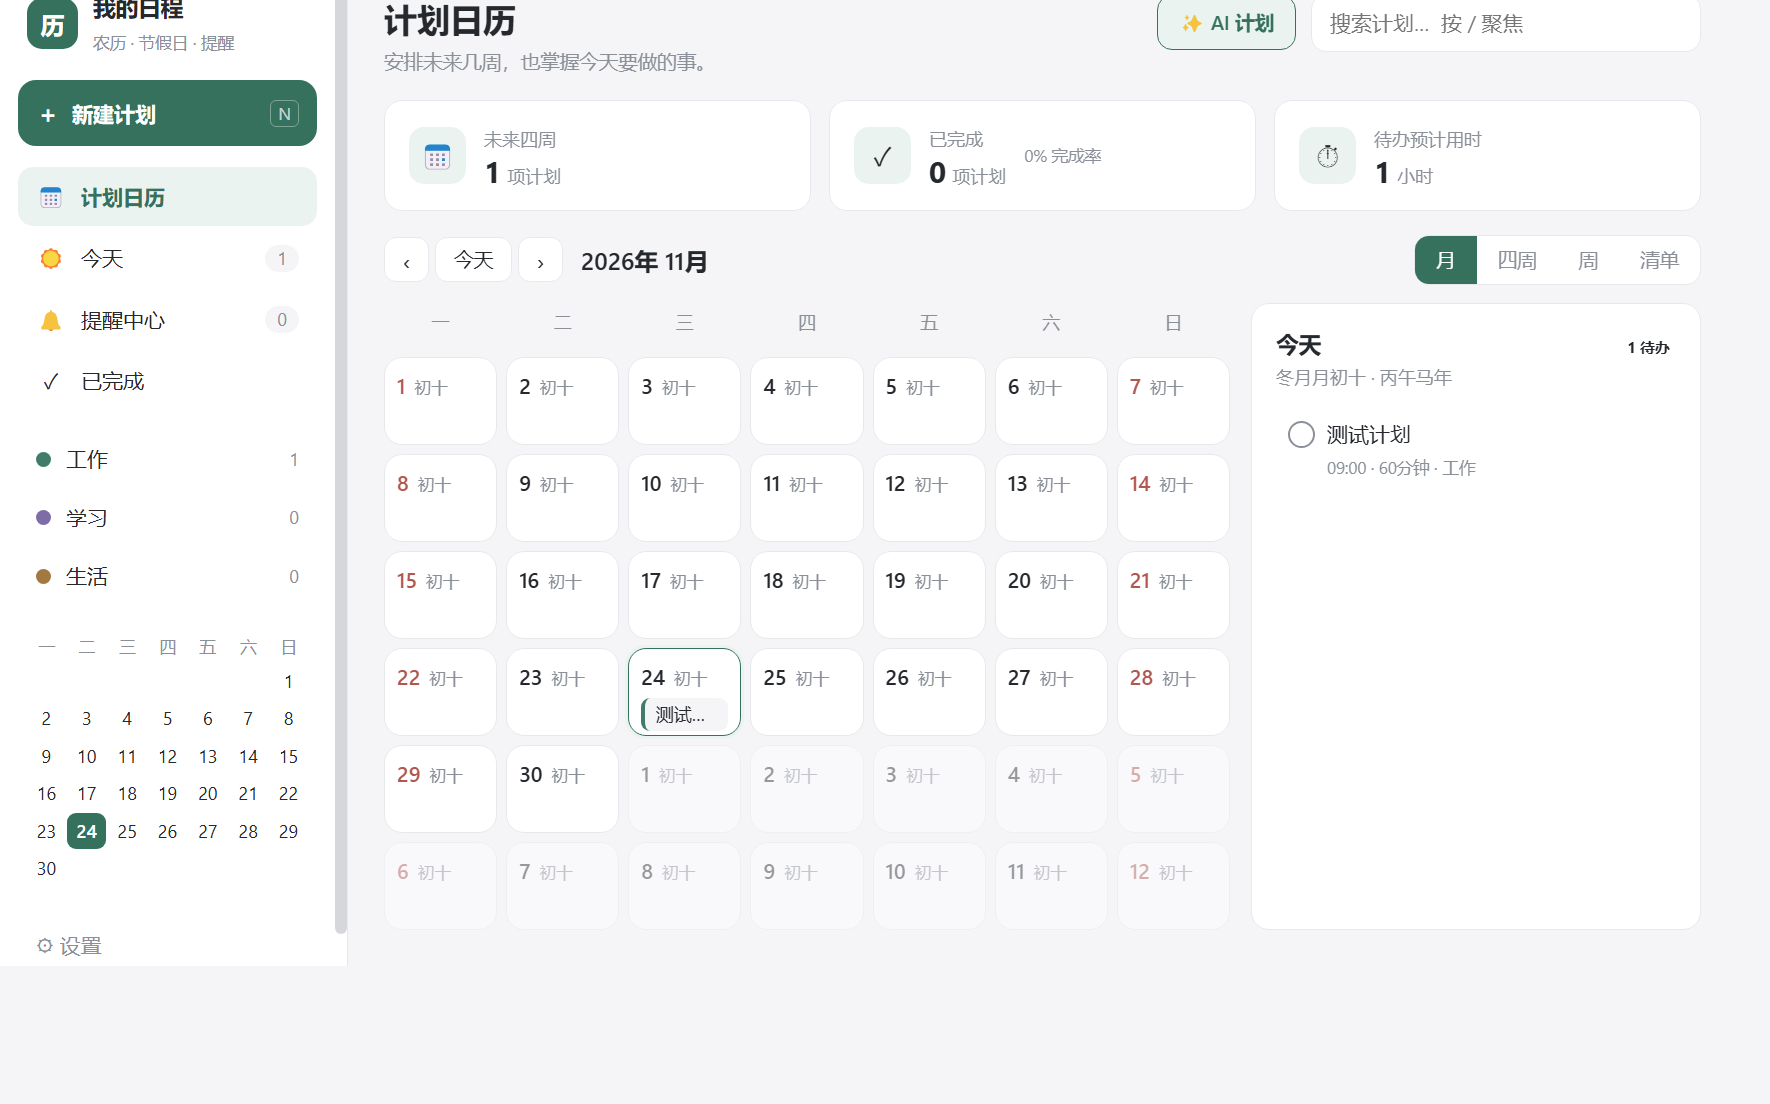 历 我的日程
农历 · 节假日 · 提醒
+ 新建计划 N
计划日历
今天 1
提醒中心 0
✓ 已完成
工作 1
学习 0
生活 0
一 二 三 四 五 六 日
1
2 3 4 5 6 7 8
9 10 11 12 13 14 15
16 17 18 19 20 21 22
23 24 25 26 27 28 29
30
设置
计划日历
安排未来几周，也掌握今天要做的事。
AI 计划
搜索计划... 按 / 聚焦
未来四周
1 项计划
已完成
0 项计划
0% 完成率
待办预计用时
1 小时
‹ 今天 › 2026年 11月
月 四周 周 清单
一 二 三 四 五 六 日
1 初十 2 初十 3 初十 4 初十 5 初十 6 初十 7 初十
8 初十 9 初十 10 初十 11 初十 12 初十 13 初十 14 初十
15 初十 16 初十 17 初十 18 初十 19 初十 20 初十 21 初十
22 初十 23 初十 24 初十 25 初十 26 初十 27 初十 28 初十
测试...
29 初十 30 初十 1 初十 2 初十 3 初十 4 初十 5 初十
6 初十 7 初十 8 初十 9 初十 10 初十 11 初十 12 初十
今天 1 待办
冬月月初十 · 丙午马年
测试计划
09:00 · 60分钟 · 工作